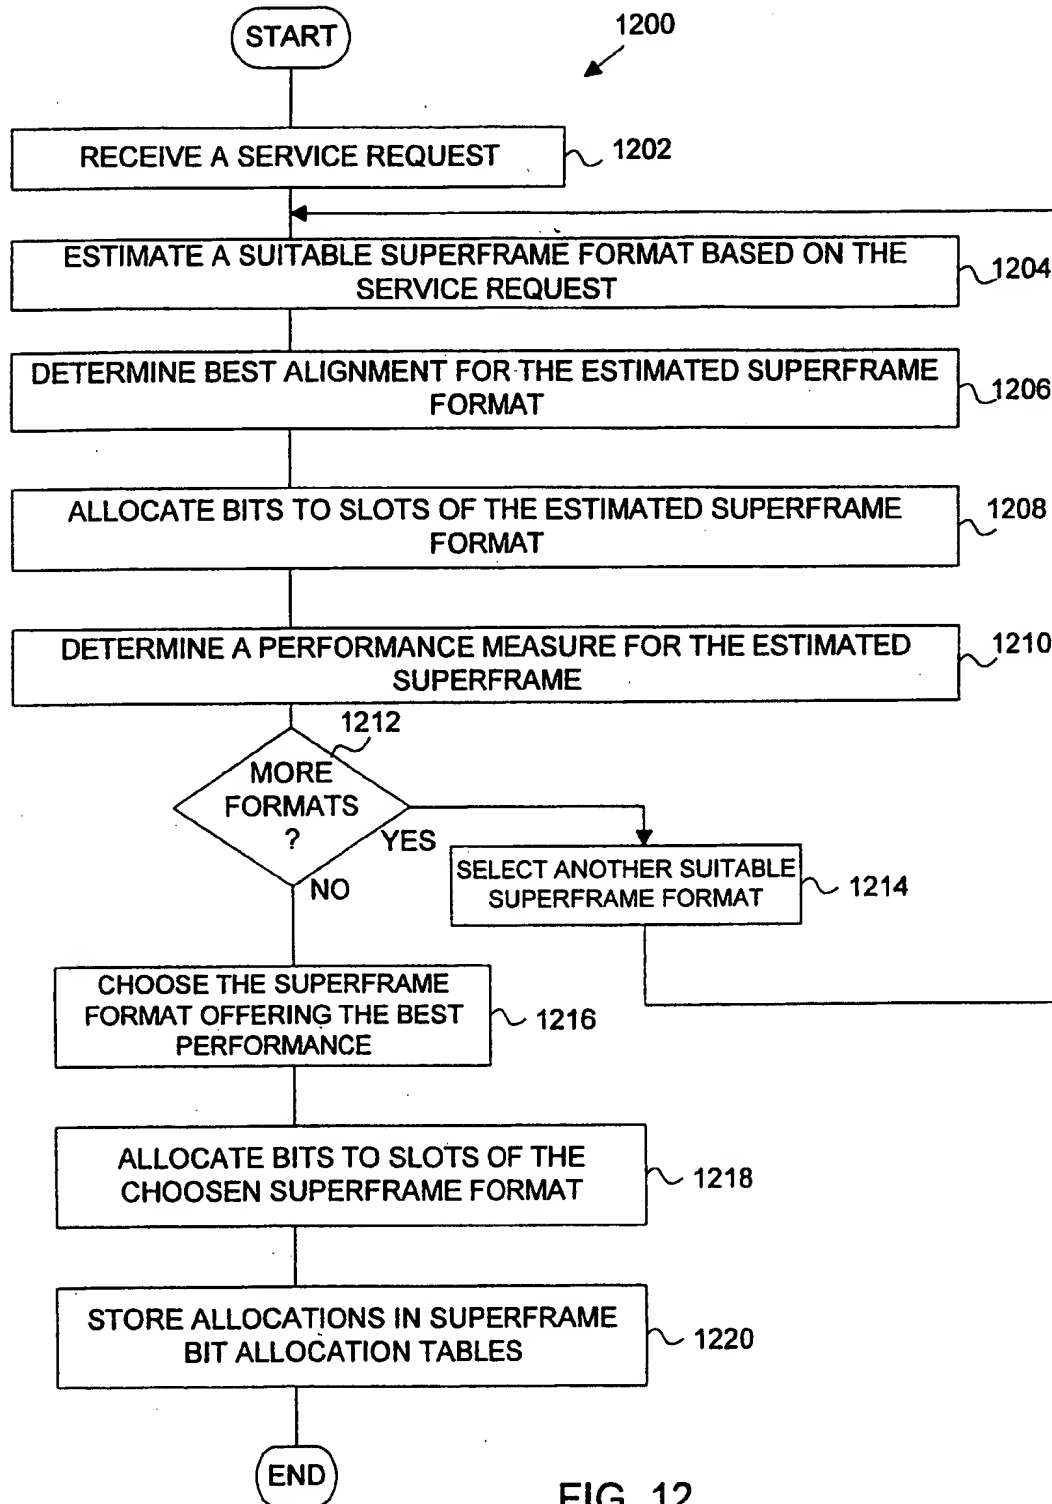 START
1200
RECEIVE A SERVICE REQUEST
1202
ESTIMATE A SUITABLE SUPERFRAME FORMAT BASED ON THE
SERVICE REQUEST
1204
DETERMINE BEST ALIGNMENT FOR THE ESTIMATED SUPERFRAME
FORMAT
1206
ALLOCATE BITS TO SLOTS OF THE ESTIMATED SUPERFRAME
FORMAT
1208
DETERMINE A PERFORMANCE MEASURE FOR THE ESTIMATED
SUPERFRAME
1210
1212
MORE
FORMATS
?
YES
NO
SELECT ANOTHER SUITABLE
SUPERFRAME FORMAT
1214
CHOOSE THE SUPERFRAME
FORMAT OFFERING THE BEST
PERFORMANCE
1216
ALLOCATE BITS TO SLOTS OF THE
CHOOSEN SUPERFRAME FORMAT
1218
STORE ALLOCATIONS IN SUPERFRAME
BIT ALLOCATION TABLES
1220
END
FIG. 12